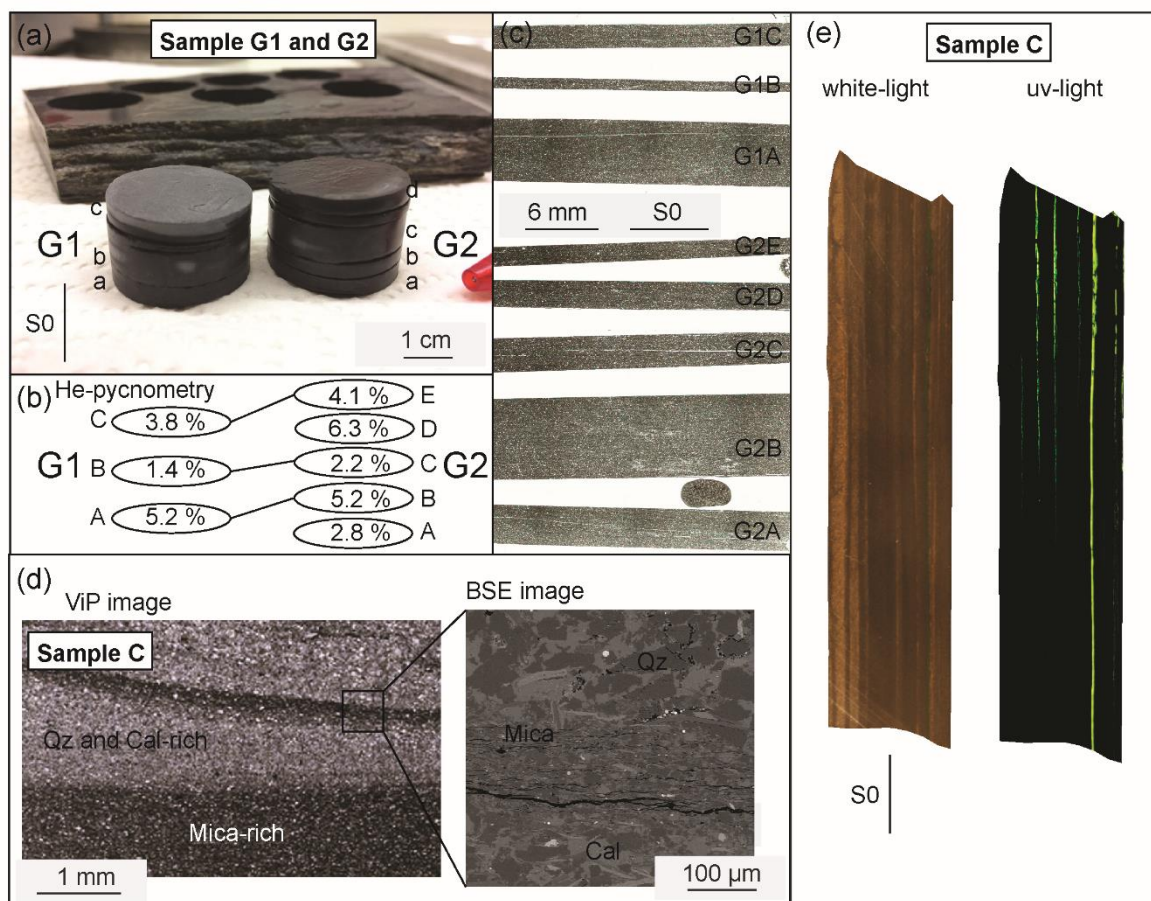 (a)
Sample G1 and G2
c
d
G1
c
G2
b
b
a
a
S0
1 cm
(b)
He-pycnometry
C
3.8 %
4.1 %
E
6.3 %
D
G1
B
1.4 %
2.2 %
C
G2
5.2 %
B
A
5.2 %
2.8 %
A
(c)
G1C
G1B
G1A
6 mm
S0
G2E
G2D
G2C
G2B
G2A
(d)
ViP image
BSE image
Sample C
Qz and Cal-rich
Mica-rich
1 mm
Qz
Mica
Cal
100 µm
(e)
Sample C
white-light
uv-light
S0